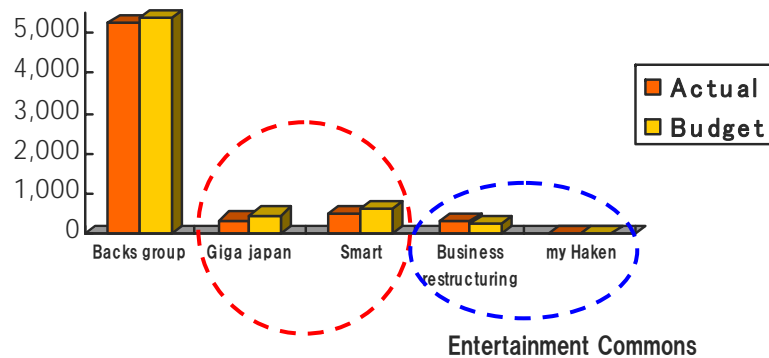 5,000
4,000
3,000
2,000
1,000
0
Actual
Budget
Backs group
Giga japan
Smart
Business
restructuring
my Haken
Entertainment Commons